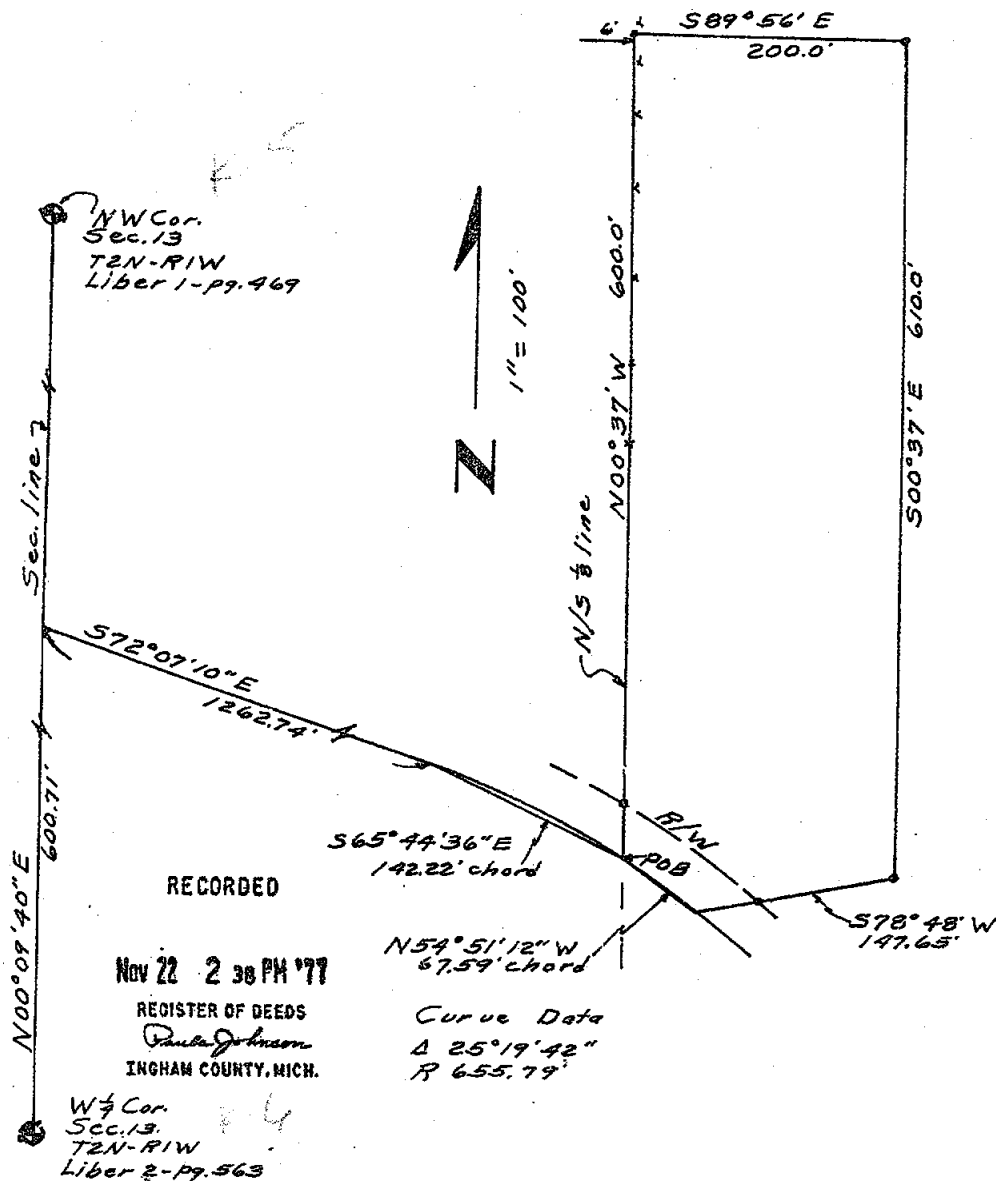 S89°56' E
6'
200.0'
NW Cor.
Sec. 13
T2N-R1W
Liber 1-pg. 469
1" = 100'
N
N00°37' W 600.0'
S00°37' E 610.0'
Sec. line
N/S 1/8 line
S72°07'10" E
1262.74'
R/W
POB
S65°44'36" E
142.22' chord
N00°09'40" E 600.71'
S78°48' W
147.65'
N54°51'12" W
67.59' chord
RECORDED
Nov 22 2 38 PM '77
REGISTER OF DEEDS
Paula Johnson
INGHAM COUNTY, MICH.
Curve Data
Δ 25°19'42"
R 655.79'
W 1/4 Cor.
Sec. 13.
T2N-R1W
Liber 2-pg. 563